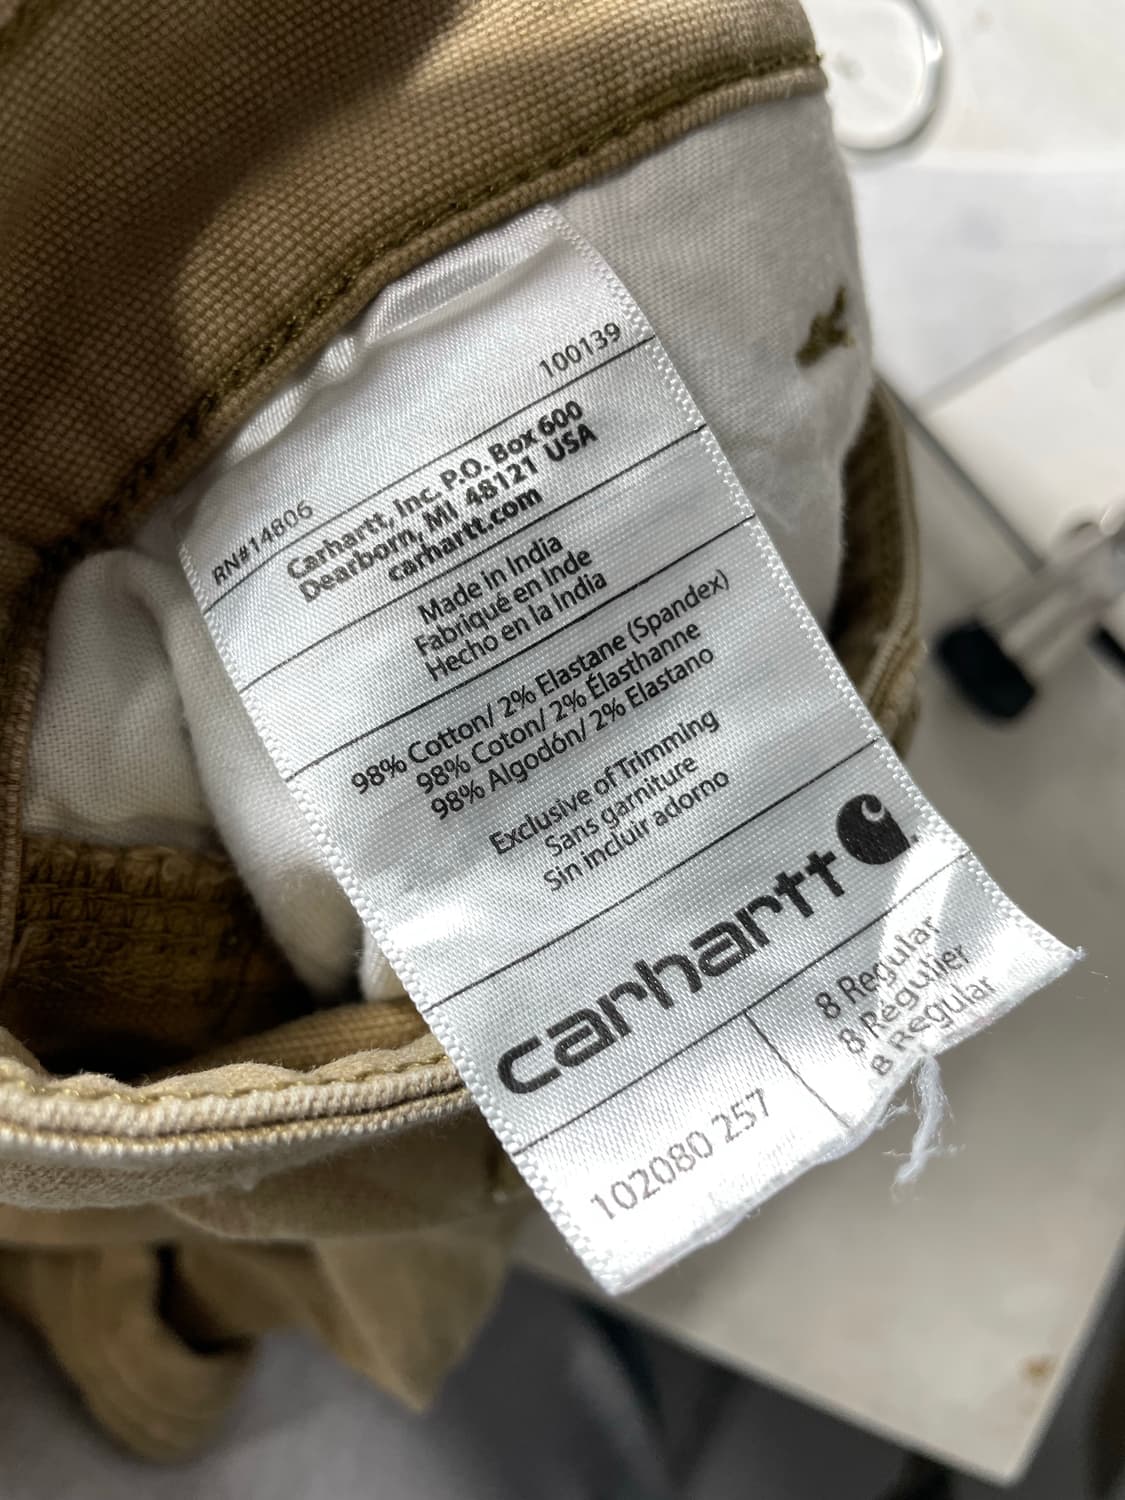 RN#14806 100139
Carhartt, Inc. P.O. Box 600
Dearborn, MI 48121 USA
carhartt.com
Made in India
Fabriqué en Inde
Hecho en la India
98% Cotton/ 2% Elastane (Spandex)
98% Coton/ 2% Élasthanne
98% Algodón/ 2% Elastano
Exclusive of Trimming
Sans garniture
Sin incluir adorno
carhartt
102080 257
8 Regular
8 Régulier
8 Regular